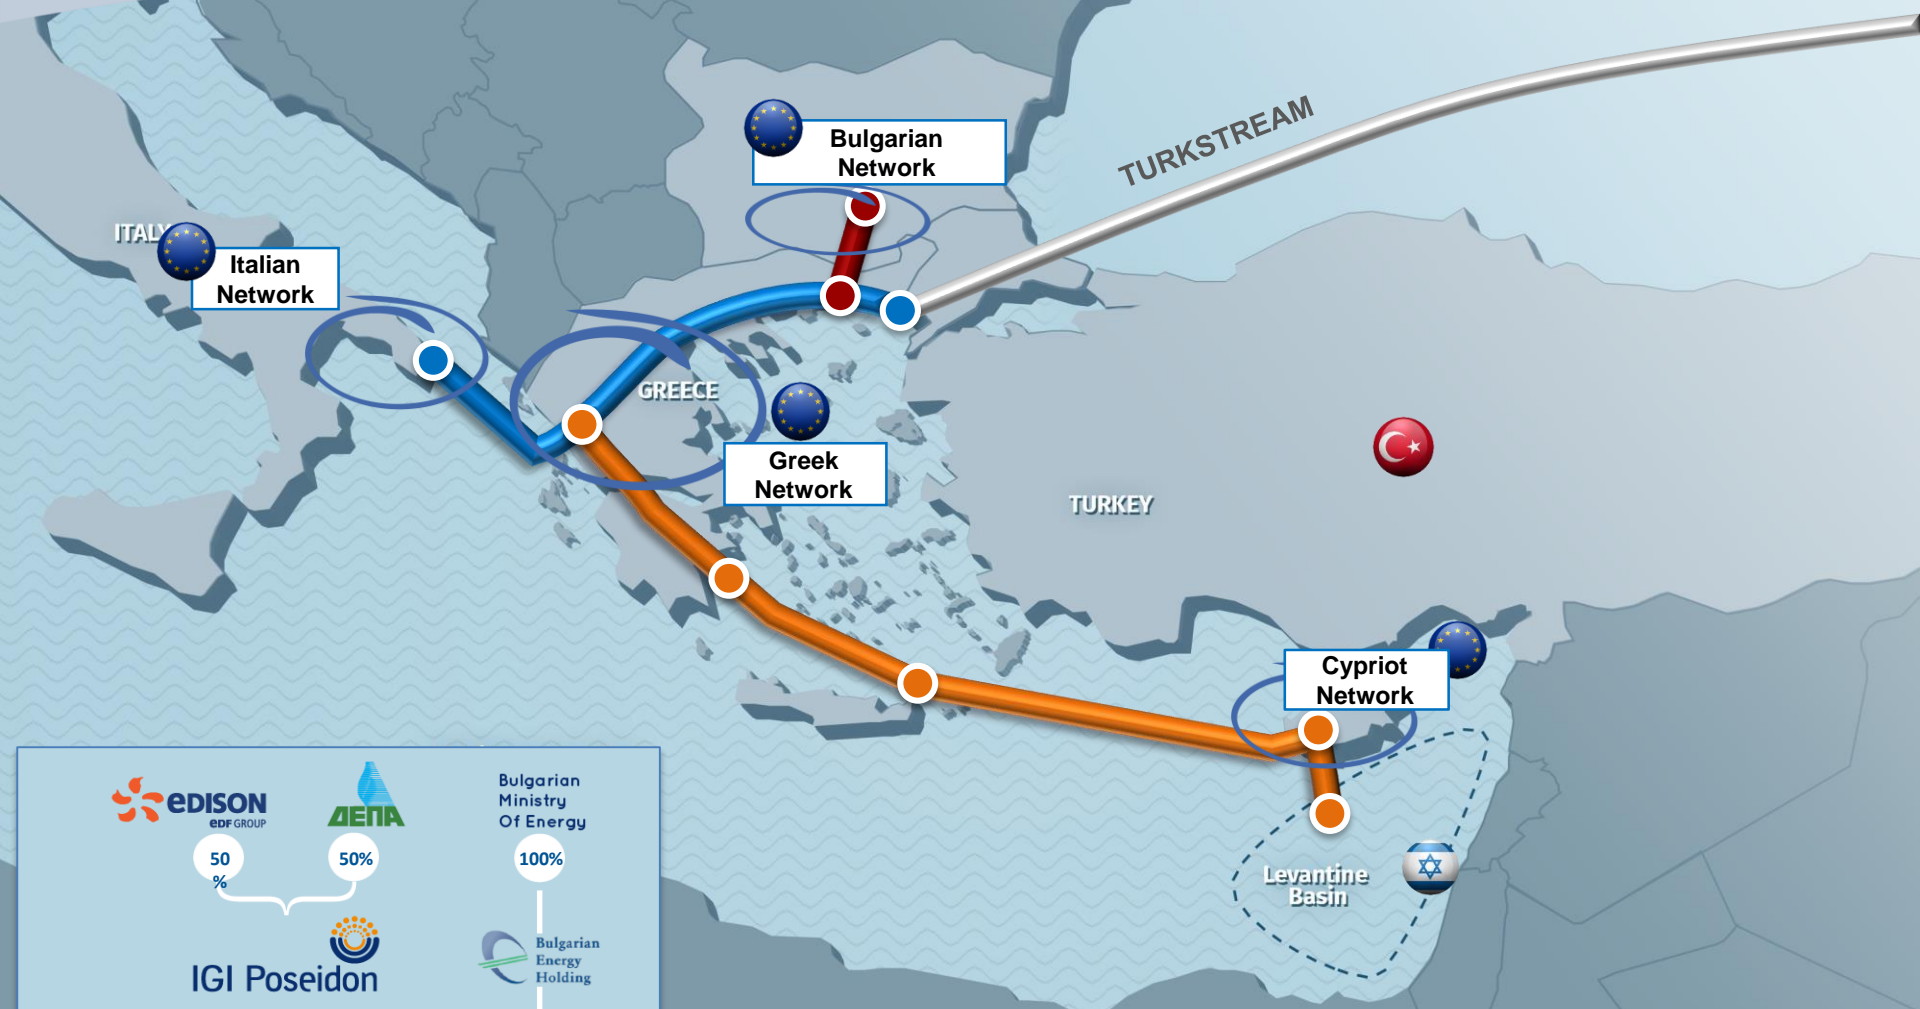 TURKSTREAM
Bulgarian
Network
ITALY
Italian
Network
GREECE
Greek
Network
TURKEY
Cypriot
Network
Levantine
Basin
eDISON
eDF GROUP
ΔΕΠΑ
Bulgarian
Ministry
Of Energy
50
%
50%
100%
IGI Poseidon
Bulgarian
Energy
Holding